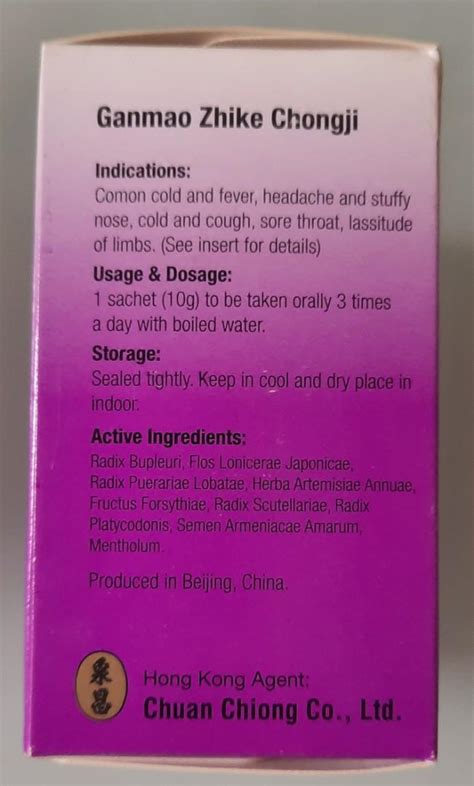 Ganmao Zhike Chongji
Indications:
Comon cold and fever, headache and stuffy
nose, cold and cough, sore throat, lassitude
of limbs. (See insert for details)
Usage & Dosage:
1 sachet (10g) to be taken orally 3 times
a day with boiled water.
Storage:
Sealed tightly. Keep in cool and dry place in
indoor.
Active Ingredients:
Radix Bupleuri, Flos Lonicerae Japonicae,
Radix Puerariae Lobatae, Herba Artemisiae Annuae,
Fructus Forsythiae, Radix Scutellariae, Radix
Platycodonis, Semen Armeniacae Amarum,
Mentholum.
Produced in Beijing, China.
泉昌
Hong Kong Agent:
Chuan Chiong Co., Ltd.